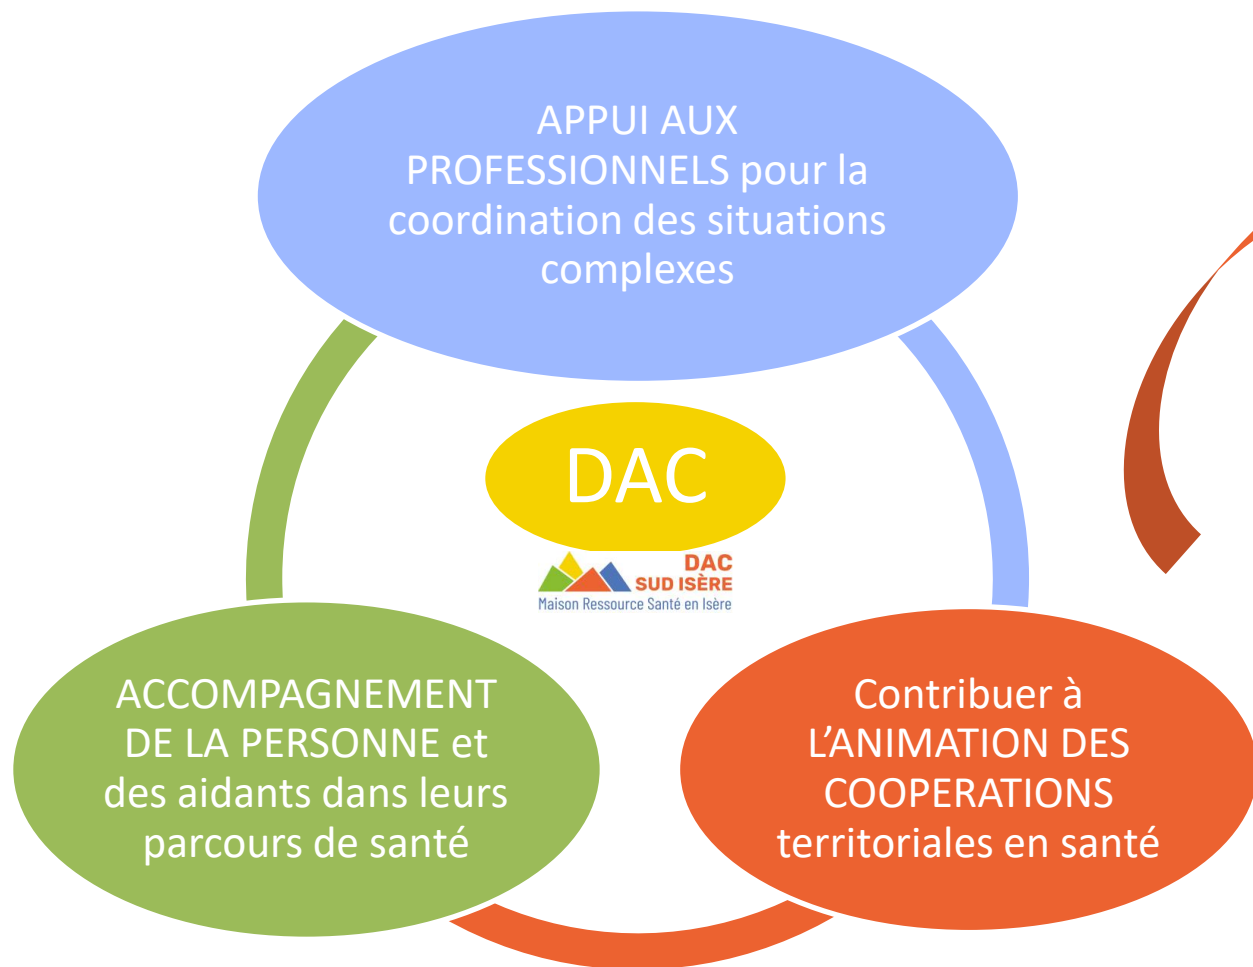 APPUI AUX
PROFESSIONNELS pour la
coordination des situations
complexes
DAC
DAC
SUD ISÈRE
Maison Ressource Santé en Isère
ACCOMPAGNEMENT
DE LA PERSONNE et
des aidants dans leurs
parcours de santé
Contribuer à
L’ANIMATION DES
COOPERATIONS
territoriales en santé